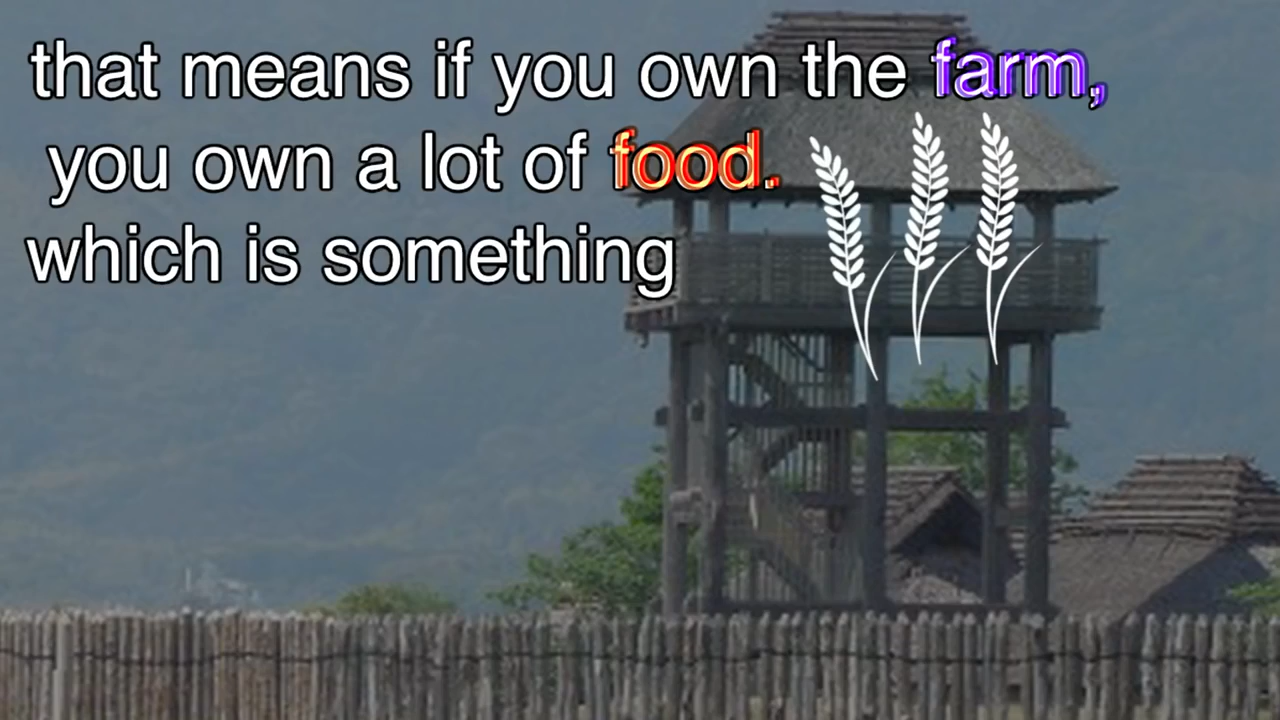 that means if you own the farm,
you own a lot of food.
which is something